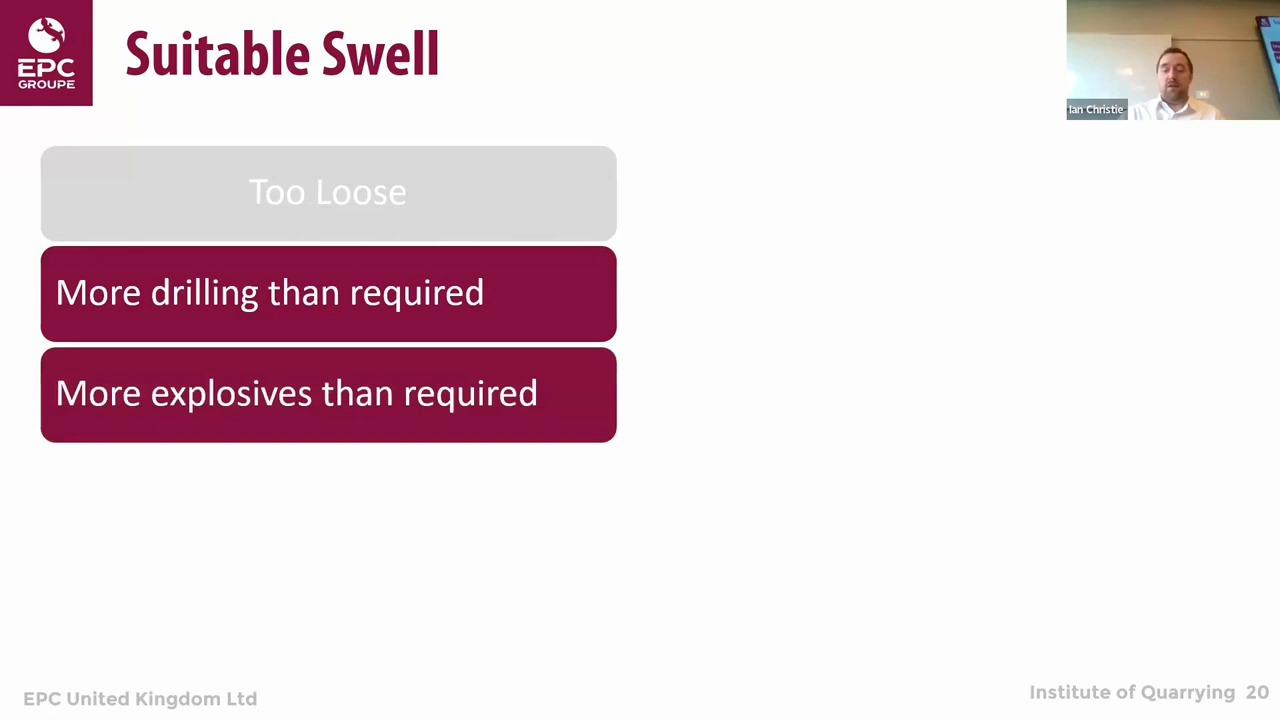 EPC
GROUPE
Suitable Swell
Ian Christie
Too Loose
More drilling than required
More explosives than required
EPC United Kingdom Ltd
Institute of Quarrying 20